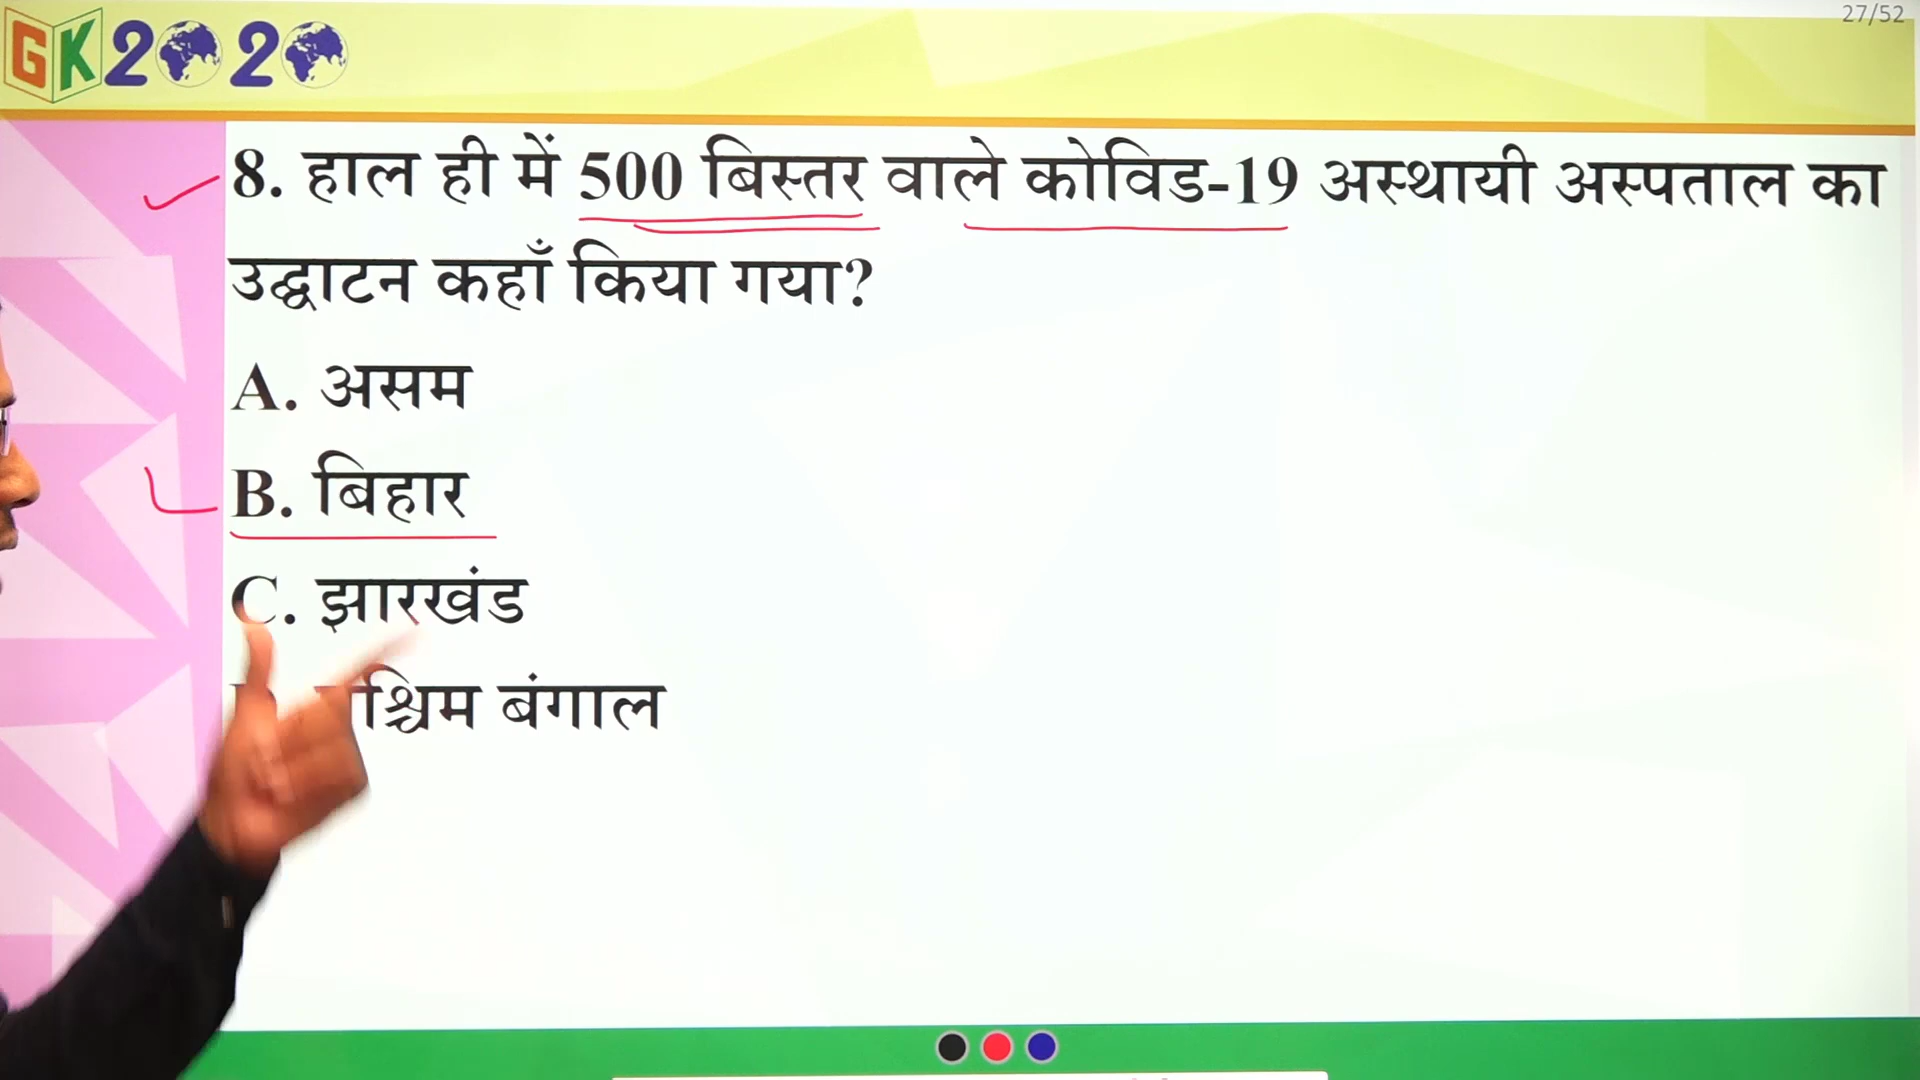 27/52
GK2020
8. हाल ही में 500 बिस्तर वाले कोविड-19 अस्थायी अस्पताल का
उद्घाटन कहाँ किया गया?
A. असम
B. बिहार
C. झारखंड
बंगाल